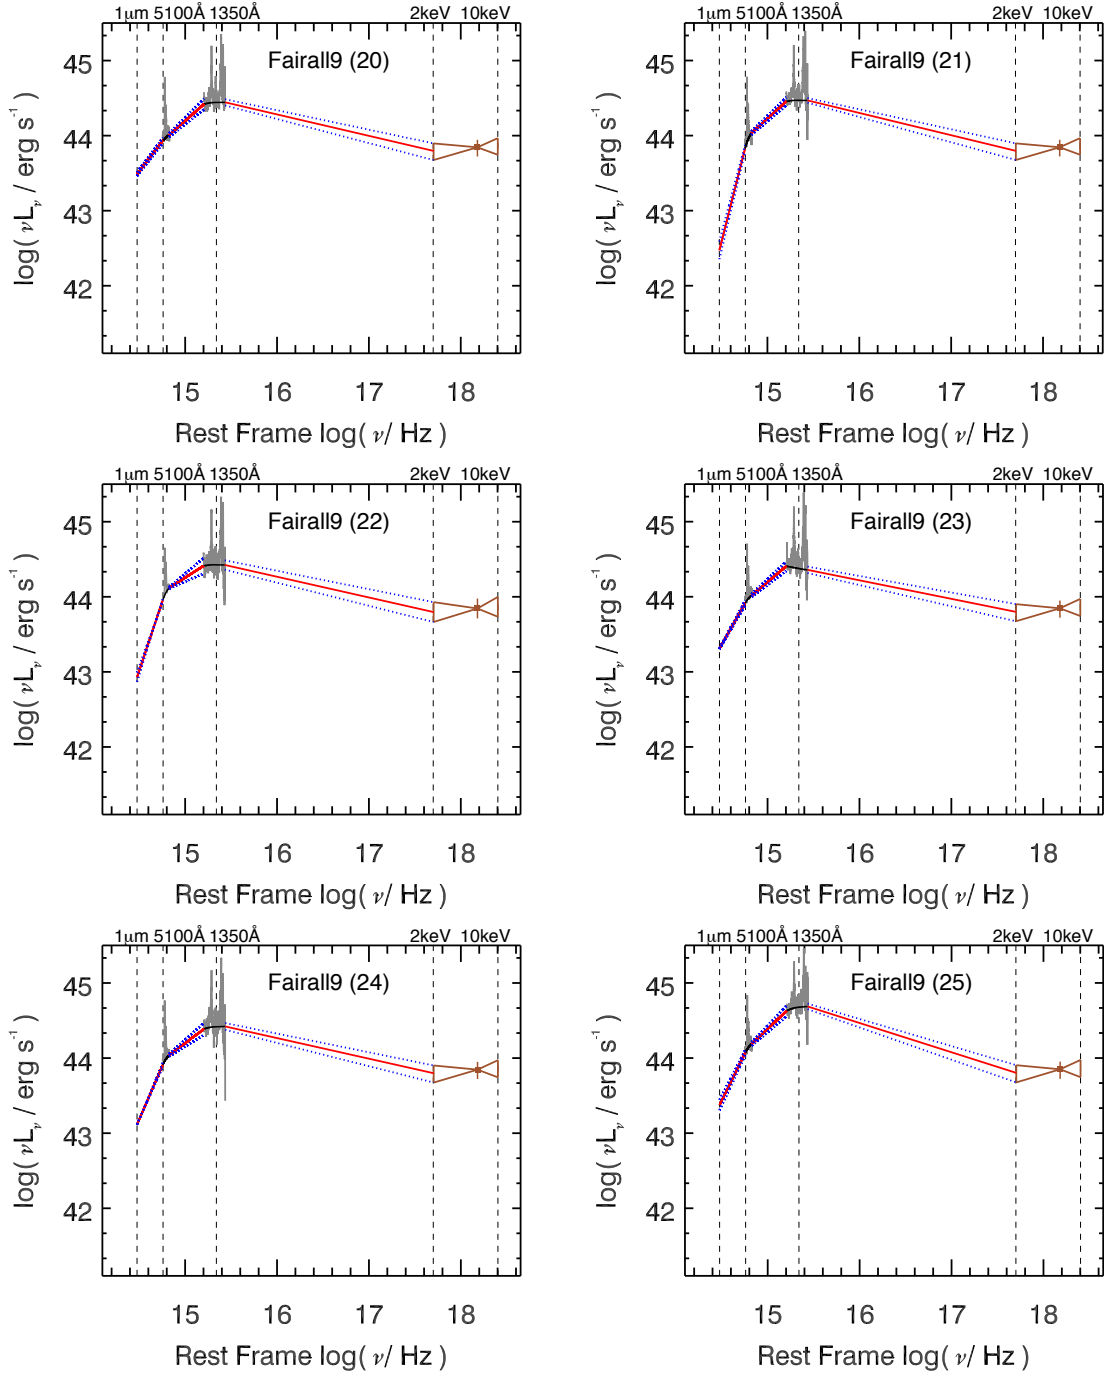 1μm 5100Å 1350Å 2keV 10keV
Fairall9 (20)
45
44
43
42
log( νLν / erg s⁻¹ )
15 16 17 18
Rest Frame log( ν/ Hz )
1μm 5100Å 1350Å 2keV 10keV
Fairall9 (21)
45
44
43
42
log( νLν / erg s⁻¹ )
15 16 17 18
Rest Frame log( ν/ Hz )
1μm 5100Å 1350Å 2keV 10keV
Fairall9 (22)
45
44
43
42
log( νLν / erg s⁻¹ )
15 16 17 18
Rest Frame log( ν/ Hz )
1μm 5100Å 1350Å 2keV 10keV
Fairall9 (23)
45
44
43
42
log( νLν / erg s⁻¹ )
15 16 17 18
Rest Frame log( ν/ Hz )
1μm 5100Å 1350Å 2keV 10keV
Fairall9 (24)
45
44
43
42
log( νLν / erg s⁻¹ )
15 16 17 18
Rest Frame log( ν/ Hz )
1μm 5100Å 1350Å 2keV 10keV
Fairall9 (25)
45
44
43
42
log( νLν / erg s⁻¹ )
15 16 17 18
Rest Frame log( ν/ Hz )